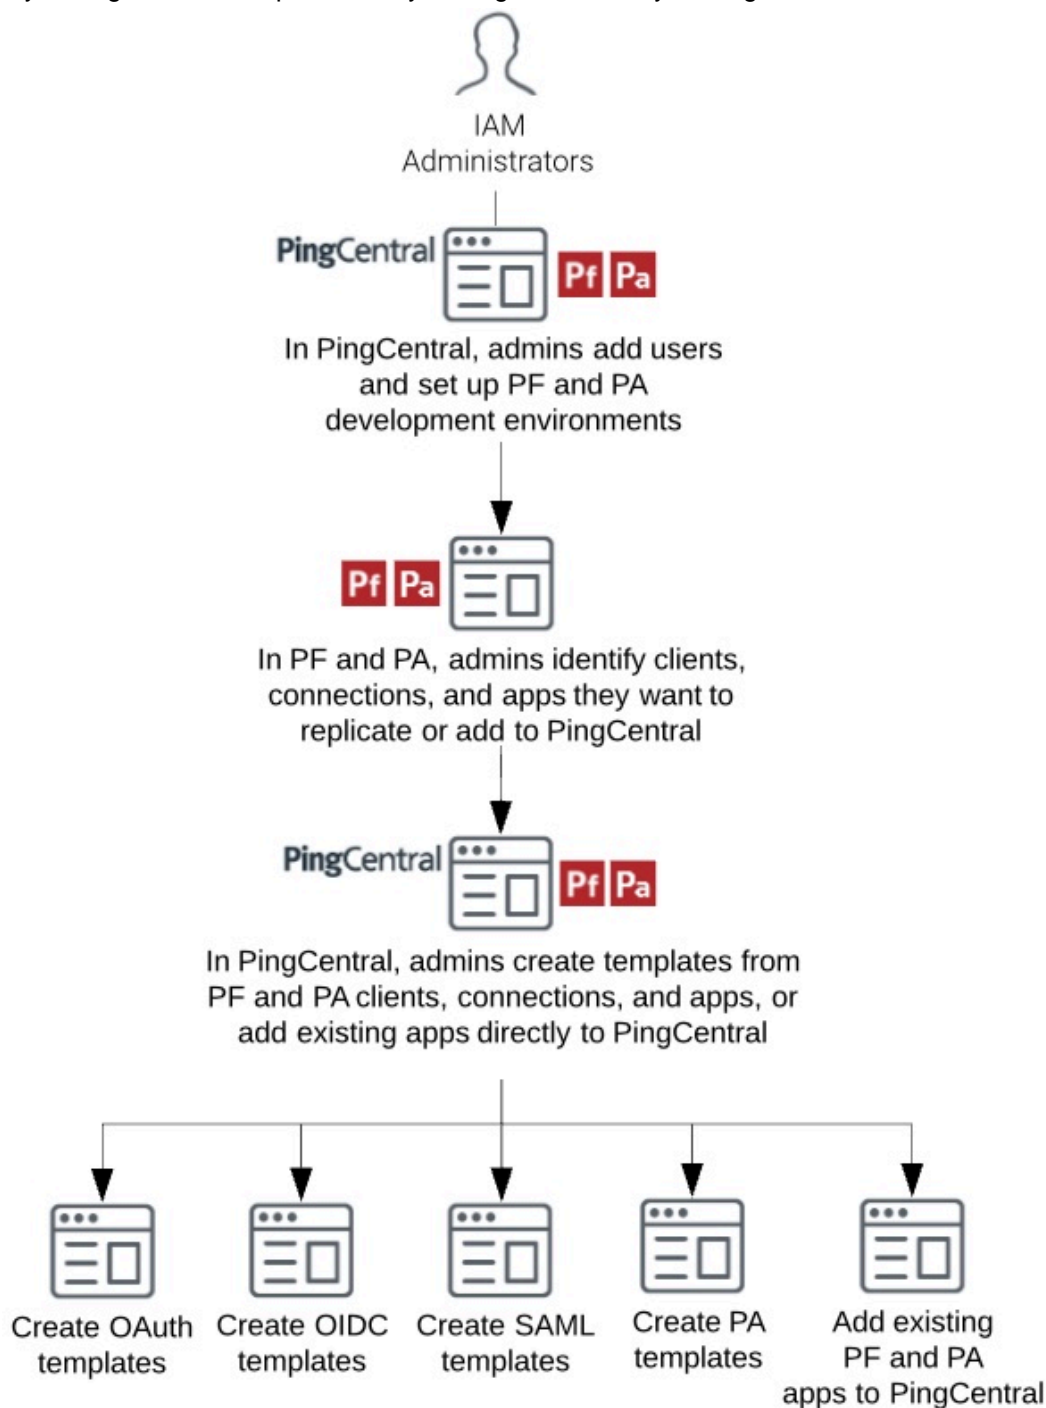 IAM
Administrators
PingCentral
Pf Pa
In PingCentral, admins add users
and set up PF and PA
development environments
Pf Pa
In PF and PA, admins identify clients,
connections, and apps they want to
replicate or add to PingCentral
PingCentral
Pf Pa
In PingCentral, admins create templates from
PF and PA clients, connections, and apps, or
add existing apps directly to PingCentral
Create OAuth
templates
Create OIDC
templates
Create SAML
templates
Create PA
templates
Add existing
PF and PA
apps to PingCentral